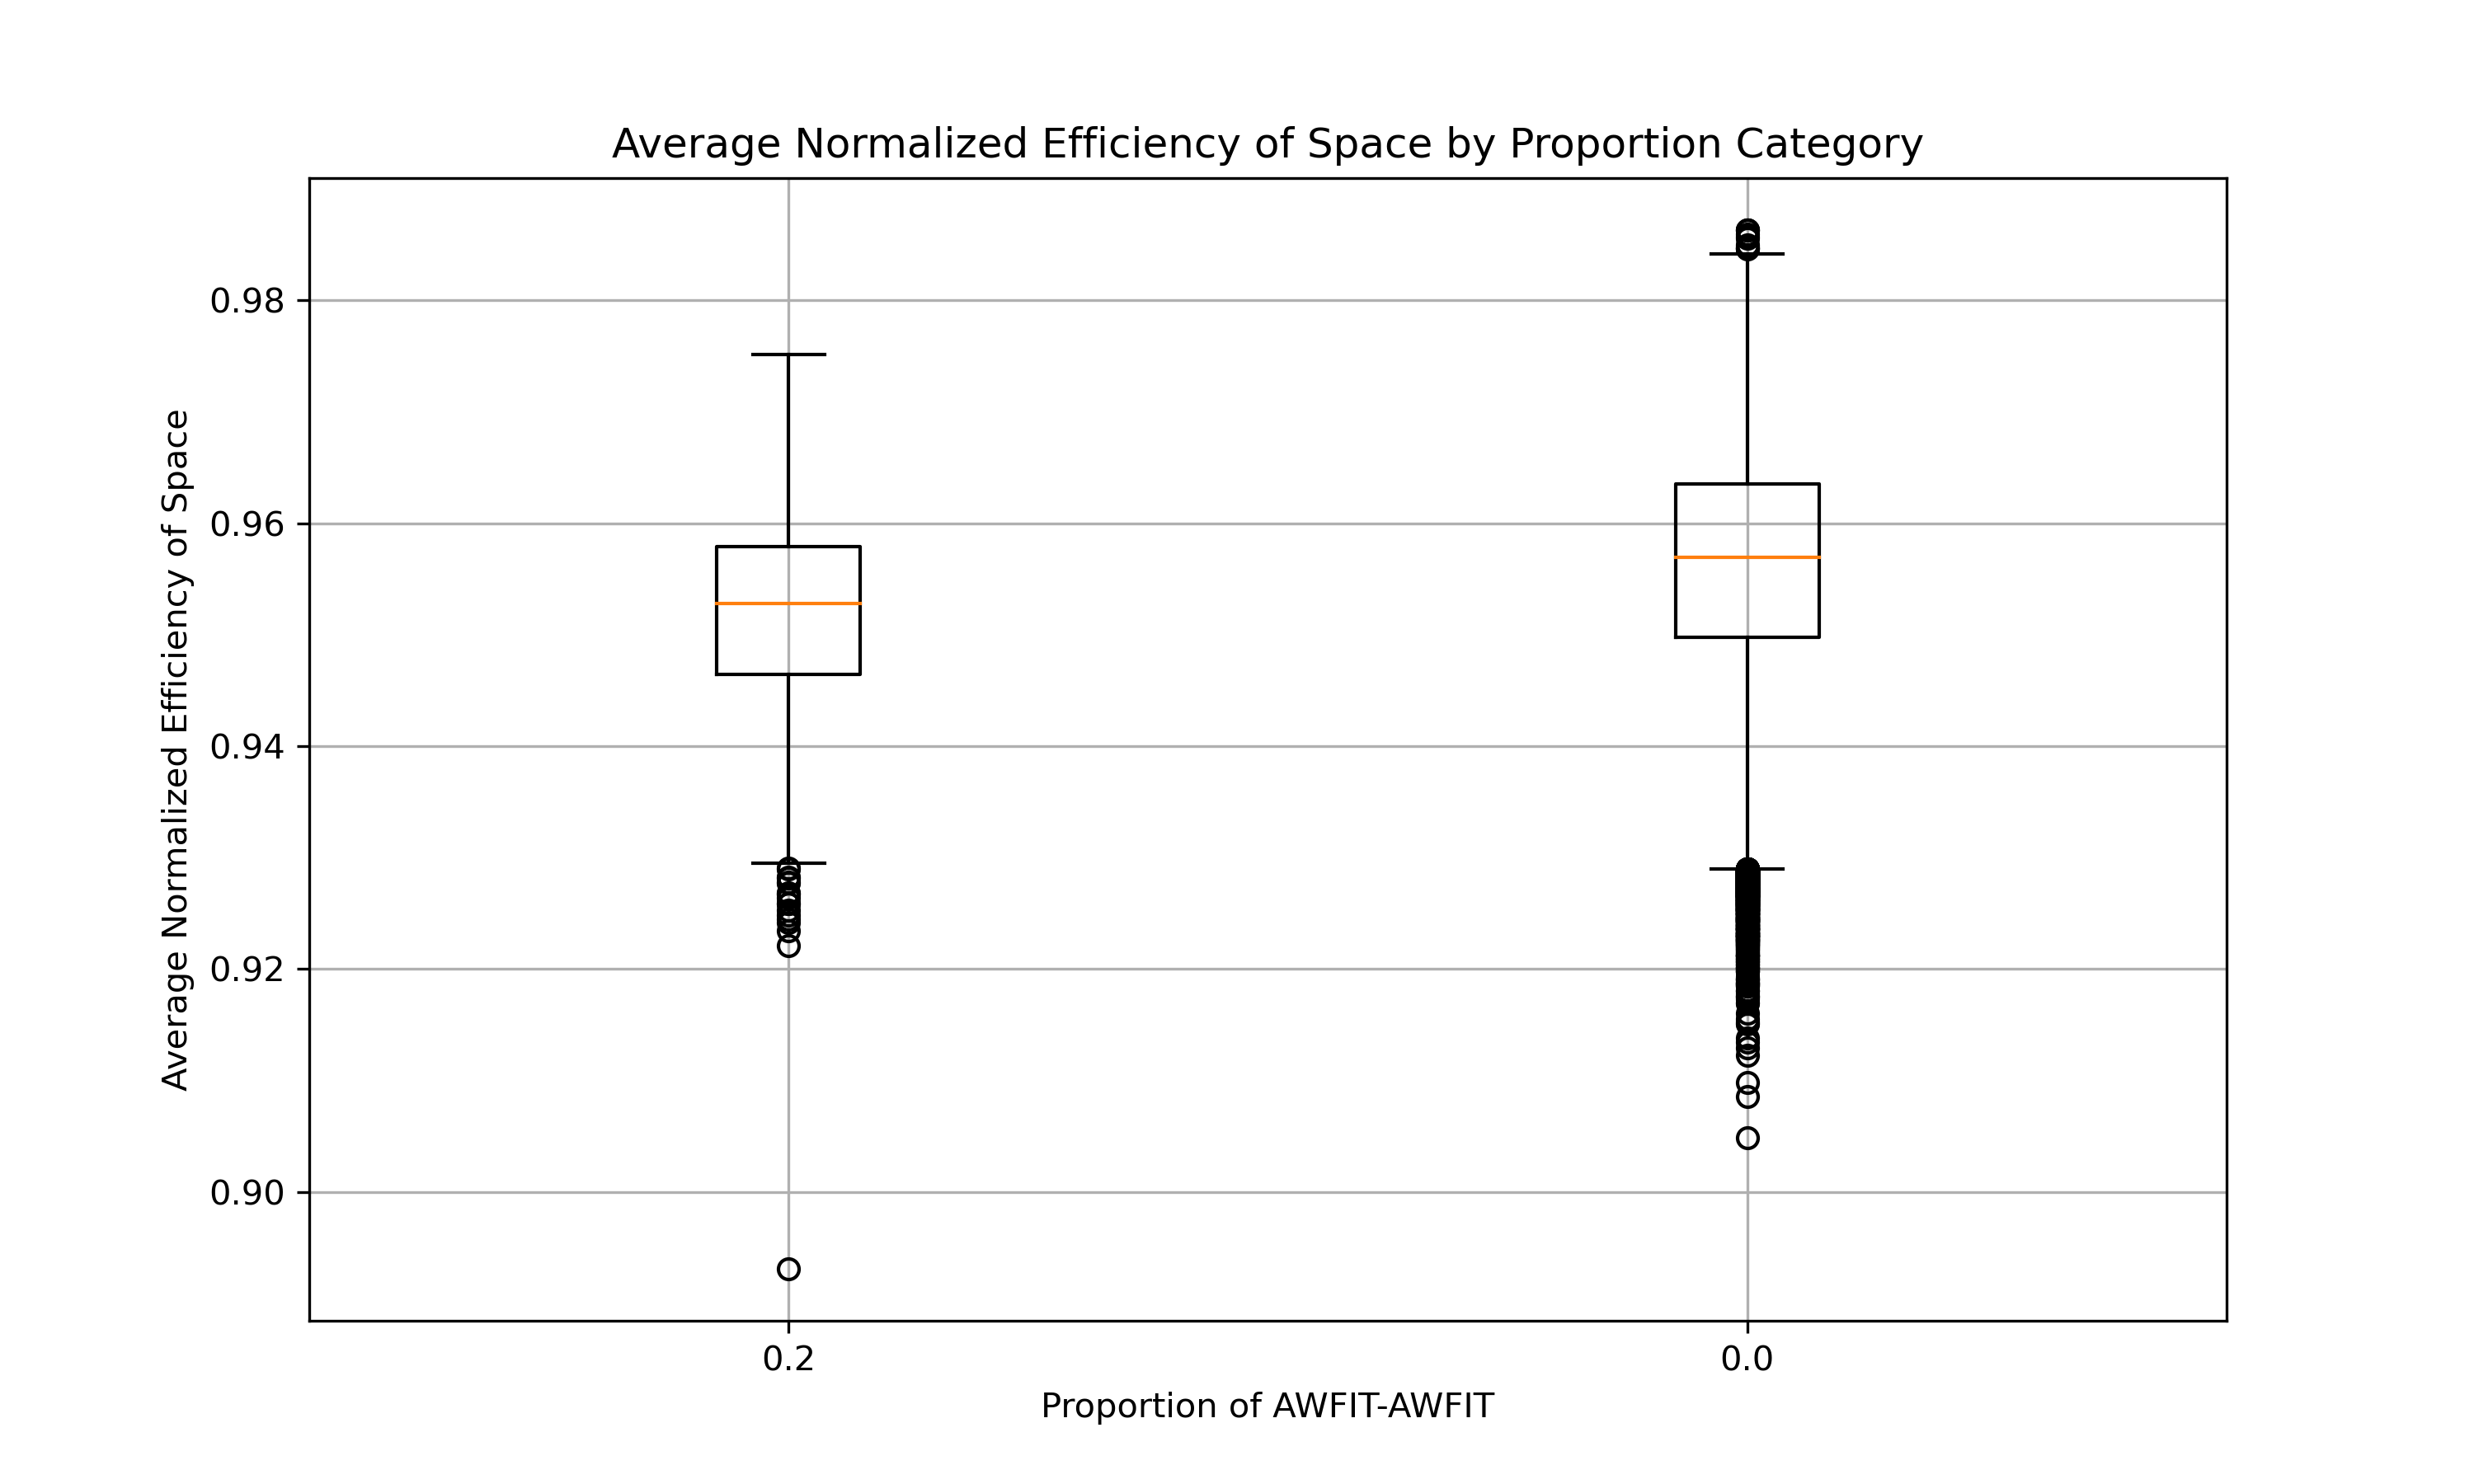 Average Normalized Efficiency of Space by Proportion Category
Average Normalized Efficiency of Space
0.98
0.96
0.94
0.92
0.90
0.2
0.0
Proportion of AWFIT-AWFIT